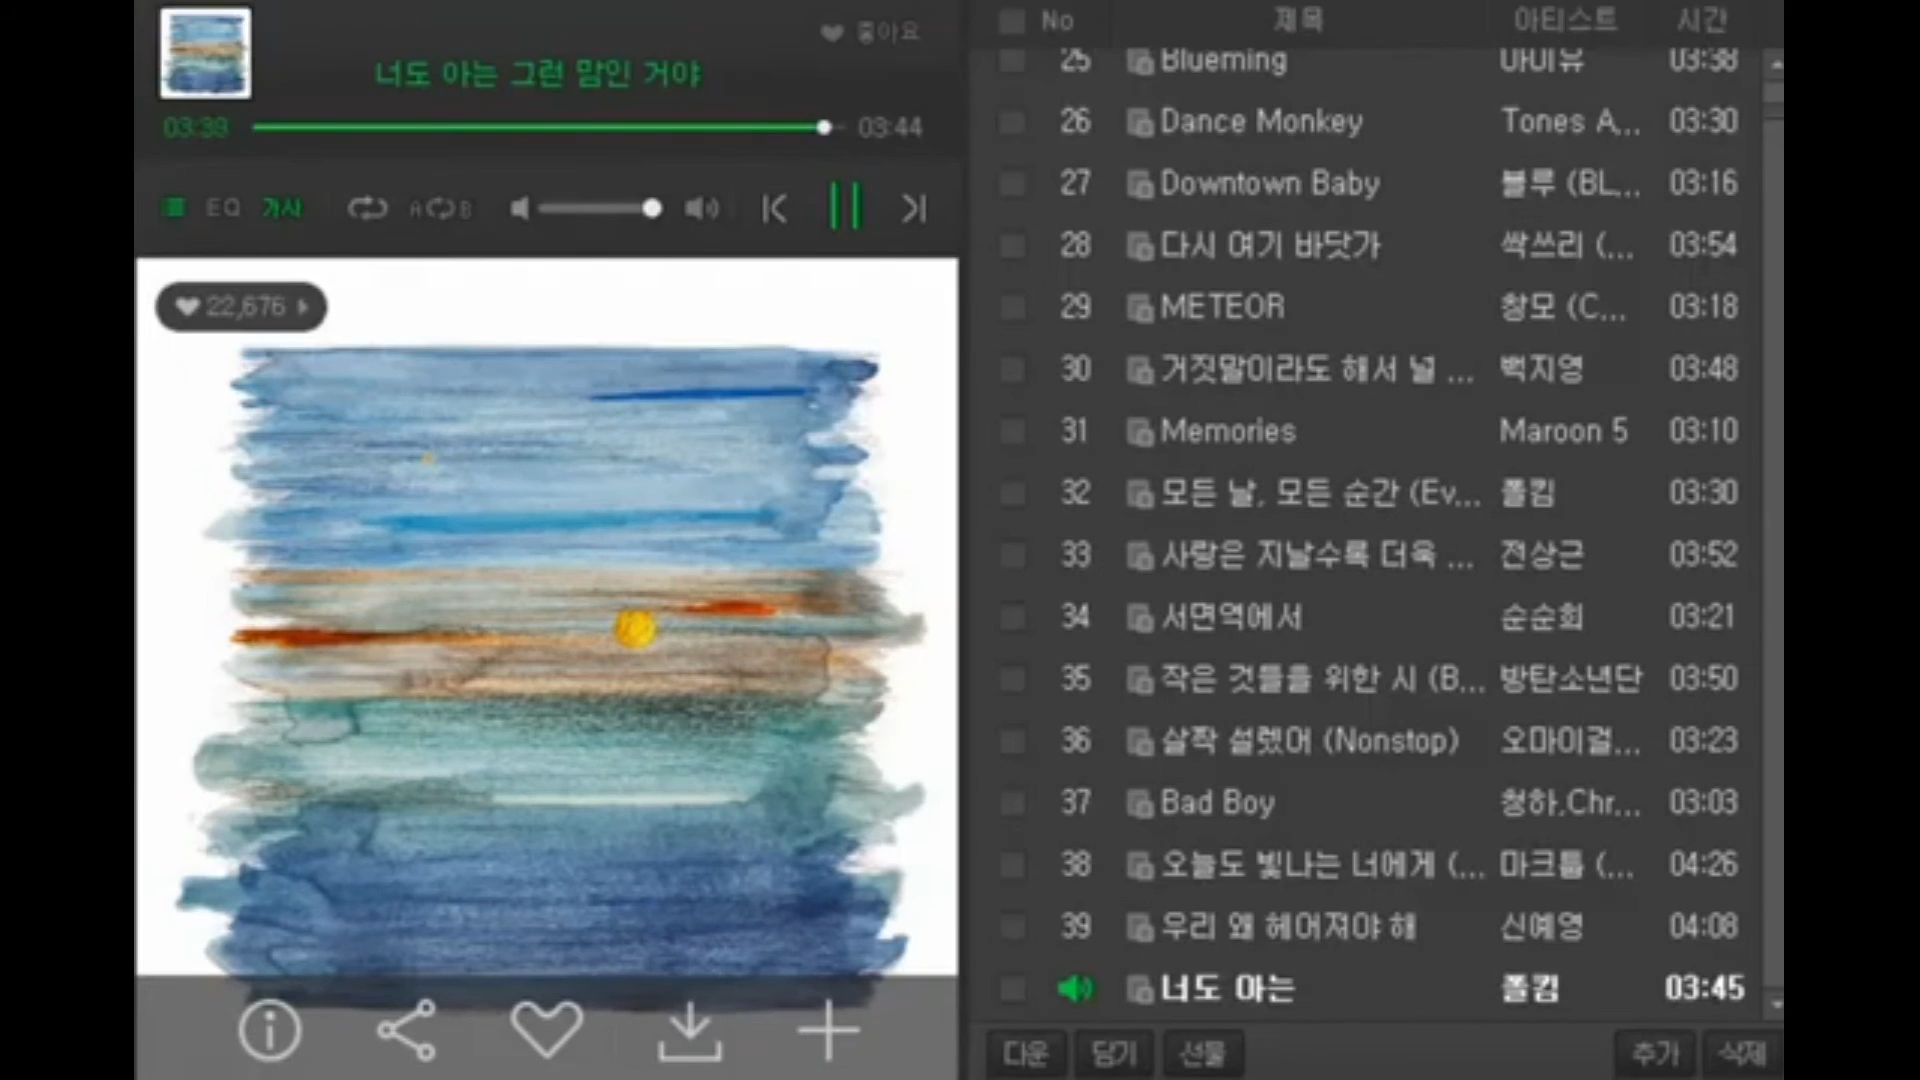 좋아요
너도 아는 그런 맘인 거야
03:39 03:44
EQ 가사 A B
22,676
No 제목 아티스트 시간
25 Blueming 아이유 03:38
26 Dance Monkey Tones A... 03:30
27 Downtown Baby 블루 (BL... 03:16
28 다시 여기 바닷가 싹쓰리 (... 03:54
29 METEOR 창모 (C... 03:18
30 거짓말이라도 해서 널 ... 백지영 03:48
31 Memories Maroon 5 03:10
32 모든 날, 모든 순간 (Ev... 폴킴 03:30
33 사랑은 지날수록 더욱 ... 전상근 03:52
34 서면역에서 순순희 03:21
35 작은 것들을 위한 시 (B... 방탄소년단 03:50
36 살짝 설렜어 (Nonstop) 오마이걸... 03:23
37 Bad Boy 청하,Chr... 03:03
38 오늘도 빛나는 너에게 (... 마크툽 (... 04:26
39 우리 왜 헤어져야 해 신예영 04:08
너도 아는 폴킴 03:45
다운 담기 선물 추가 삭제